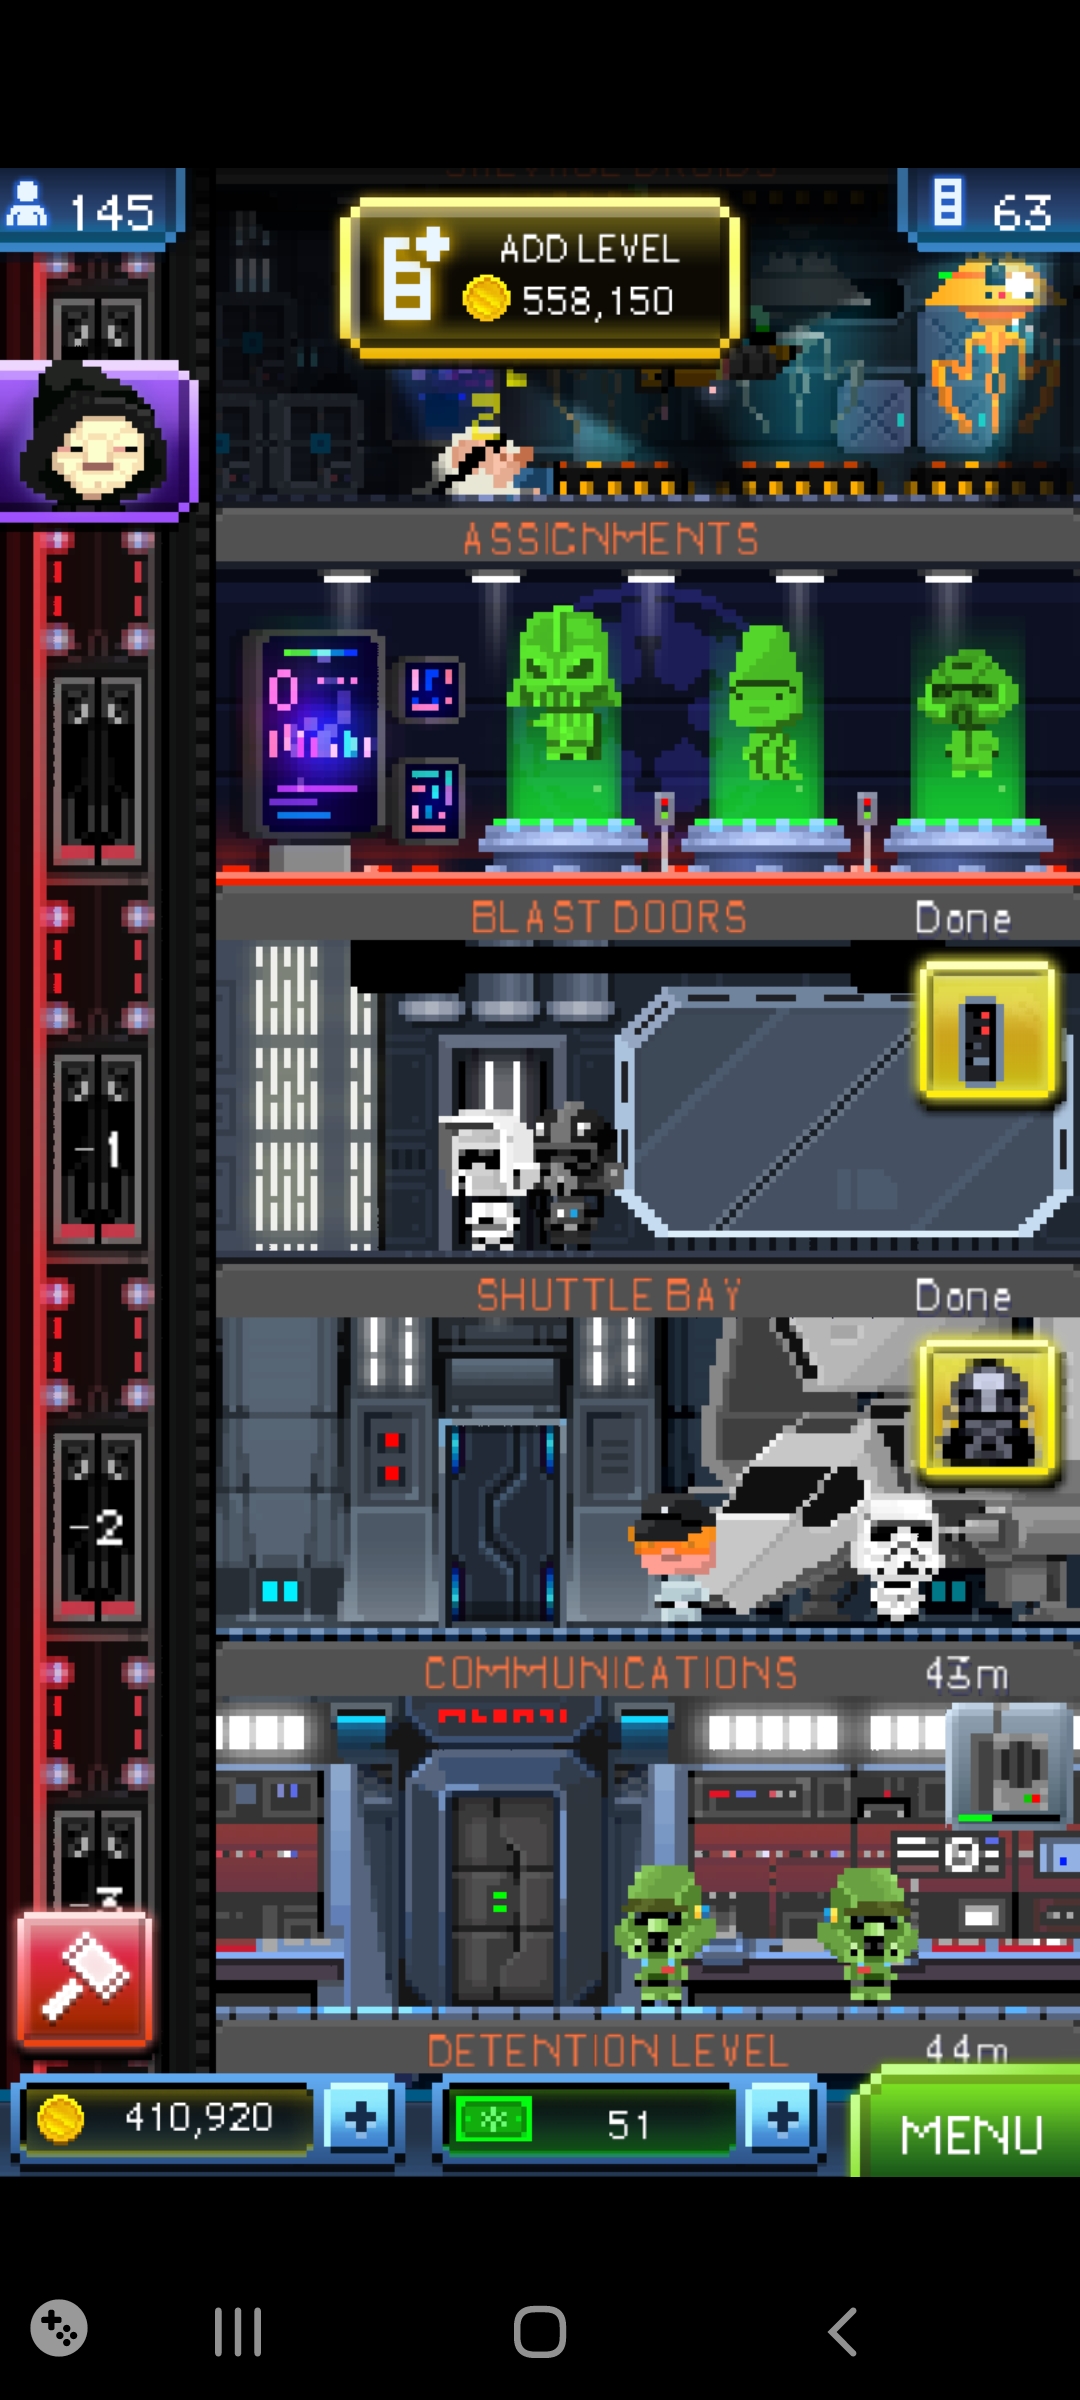 145
63
ADD LEVEL
558,150
ASSIGNMENTS
BLAST DOORS
Done
-1
SHUTTLE BAY
Done
-2
COMMUNICATIONS
43m
-3
DETENTION LEVEL
44m
410,920
51
MENU